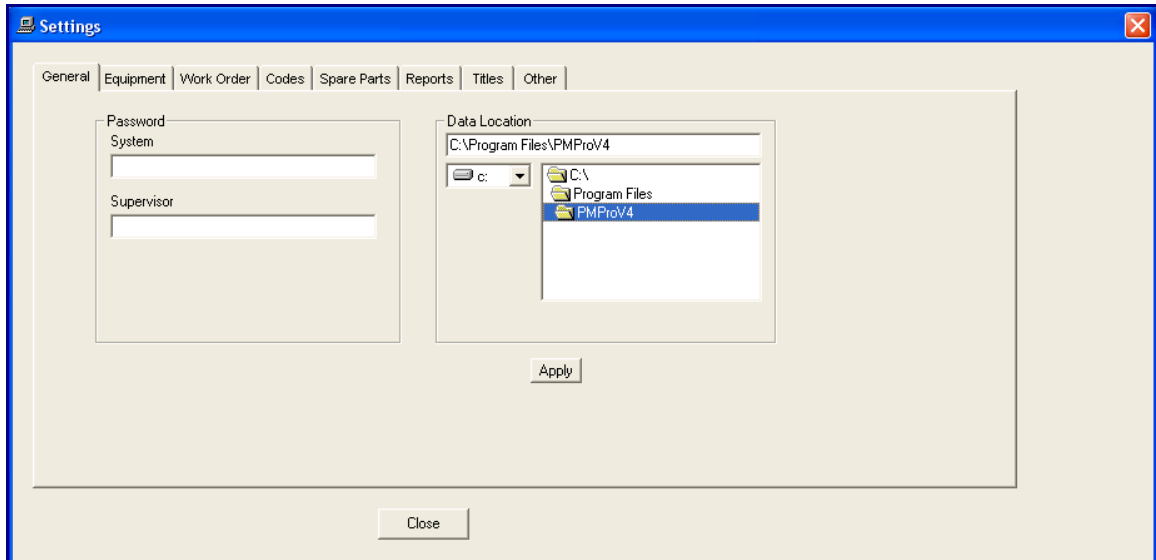 Settings
General Equipment Work Order Codes Spare Parts Reports Titles Other
Password
System
Supervisor
Data Location
C:\Program Files\PMProV4
c:
C:\
Program Files
PMProV4
Apply
Close